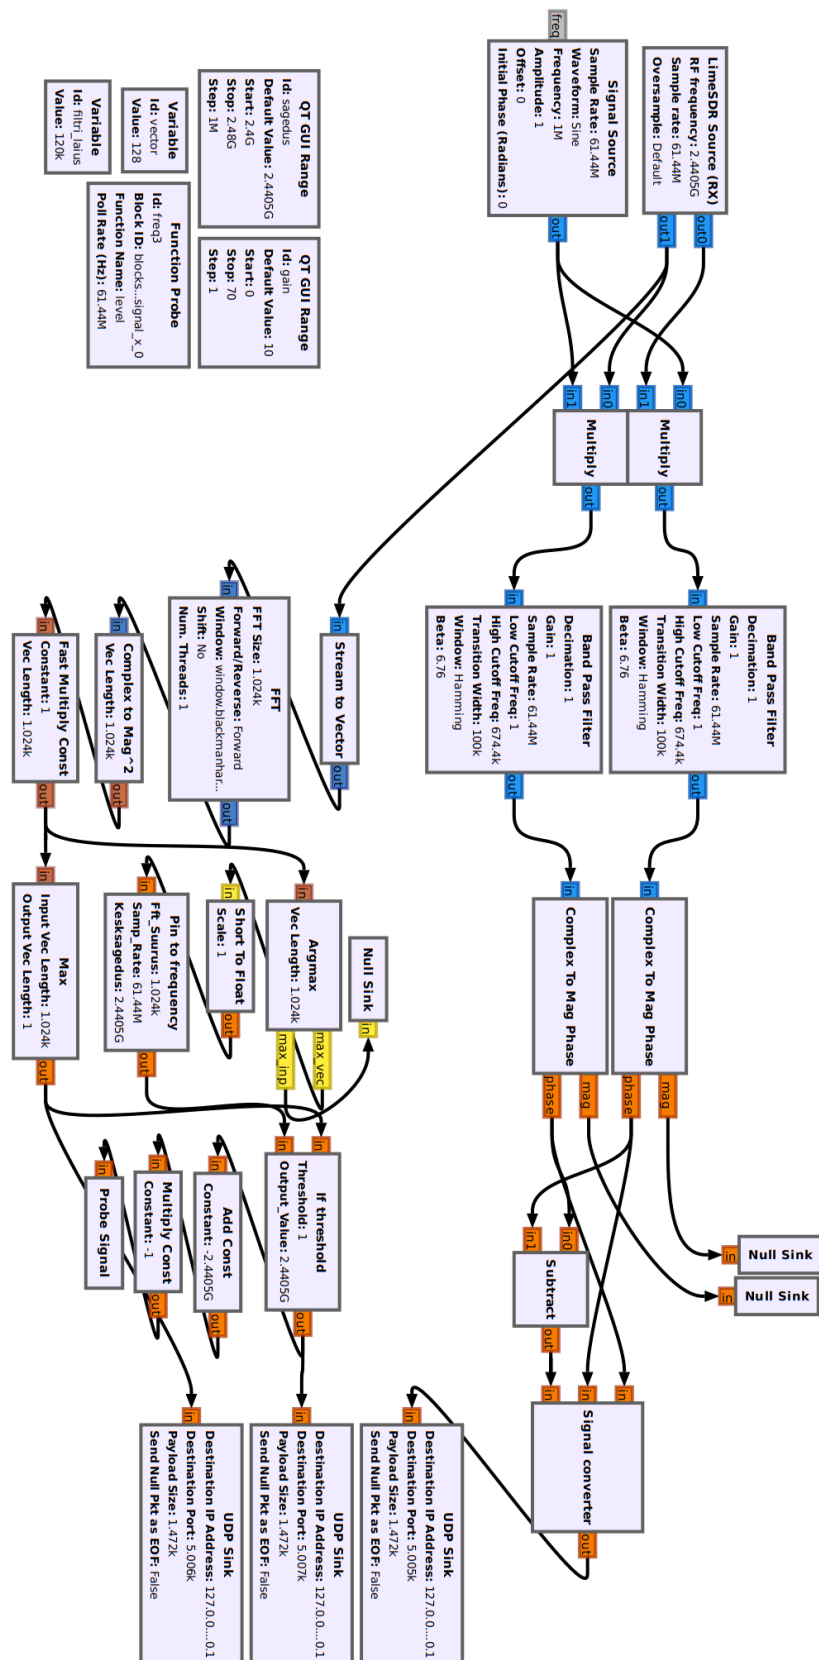 LimeSDR Source (RX)
RF frequency: 2.4405G
Sample rate: 61.44M
Oversample: Default
out0
out1
freq
Signal Source
Sample Rate: 61.44M
Waveform: Sine
Frequency: 1M
Amplitude: 1
Offset: 0
Initial Phase (Radians): 0
out
in0
in1
Multiply
out
in0
in1
Multiply
out
in
Band Pass Filter
Decimation: 1
Gain: 1
Sample Rate: 61.44M
Low Cutoff Freq: 1
High Cutoff Freq: 674.4k
Transition Width: 100k
Window: Hamming
Beta: 6.76
out
in
Band Pass Filter
Decimation: 1
Gain: 1
Sample Rate: 61.44M
Low Cutoff Freq: 1
High Cutoff Freq: 674.4k
Transition Width: 100k
Window: Hamming
Beta: 6.76
out
in
Complex To Mag Phase
mag
phase
in
Complex To Mag Phase
mag
phase
in
Null Sink
in
Null Sink
in0
in1
Subtract
out
in
in
in
Signal converter
out
QT GUI Range
Id: sagedus
Default Value: 2.4405G
Start: 2.4G
Stop: 2.48G
Step: 1M
QT GUI Range
Id: gain
Default Value: 10
Start: 0
Stop: 70
Step: 1
Variable
Id: vector
Value: 128
Function Probe
Id: freq3
Block ID: blocks...signal_x_0
Function Name: level
Poll Rate (Hz): 61.44M
Variable
Id: filtri_laius
Value: 120k
in
Stream to Vector
out
in
FFT
FFT Size: 1.024k
Forward/Reverse: Forward
Window: window.blackmanhar...
Shift: No
Num. Threads: 1
out
in
Complex to Mag^2
Vec Length: 1.024k
out
in
Fast Multiply Const
Constant: 1
Vec Length: 1.024k
out
Null Sink
in
in
Argmax
Vec Length: 1.024k
max_vec
max_inp
in
Short To Float
Scale: 1
out
in
Pin to frequency
Fft_Suurus: 1.024k
Samp_Rate: 61.44M
Kesksagedus: 2.4405G
out
in
Max
Input Vec Length: 1.024k
Output Vec Length: 1
out
in
in
If threshold
Threshold: 1
Output_Value: 2.4405G
out
in
Add Const
Constant: -2.4405G
out
in
Multiply Const
Constant: -1
out
in
Probe Signal
in
UDP Sink
Destination IP Address: 127.0.0....0.1
Destination Port: 5.005k
Payload Size: 1.472k
Send Null Pkt as EOF: False
in
UDP Sink
Destination IP Address: 127.0.0....0.1
Destination Port: 5.007k
Payload Size: 1.472k
Send Null Pkt as EOF: False
in
UDP Sink
Destination IP Address: 127.0.0....0.1
Destination Port: 5.006k
Payload Size: 1.472k
Send Null Pkt as EOF: False